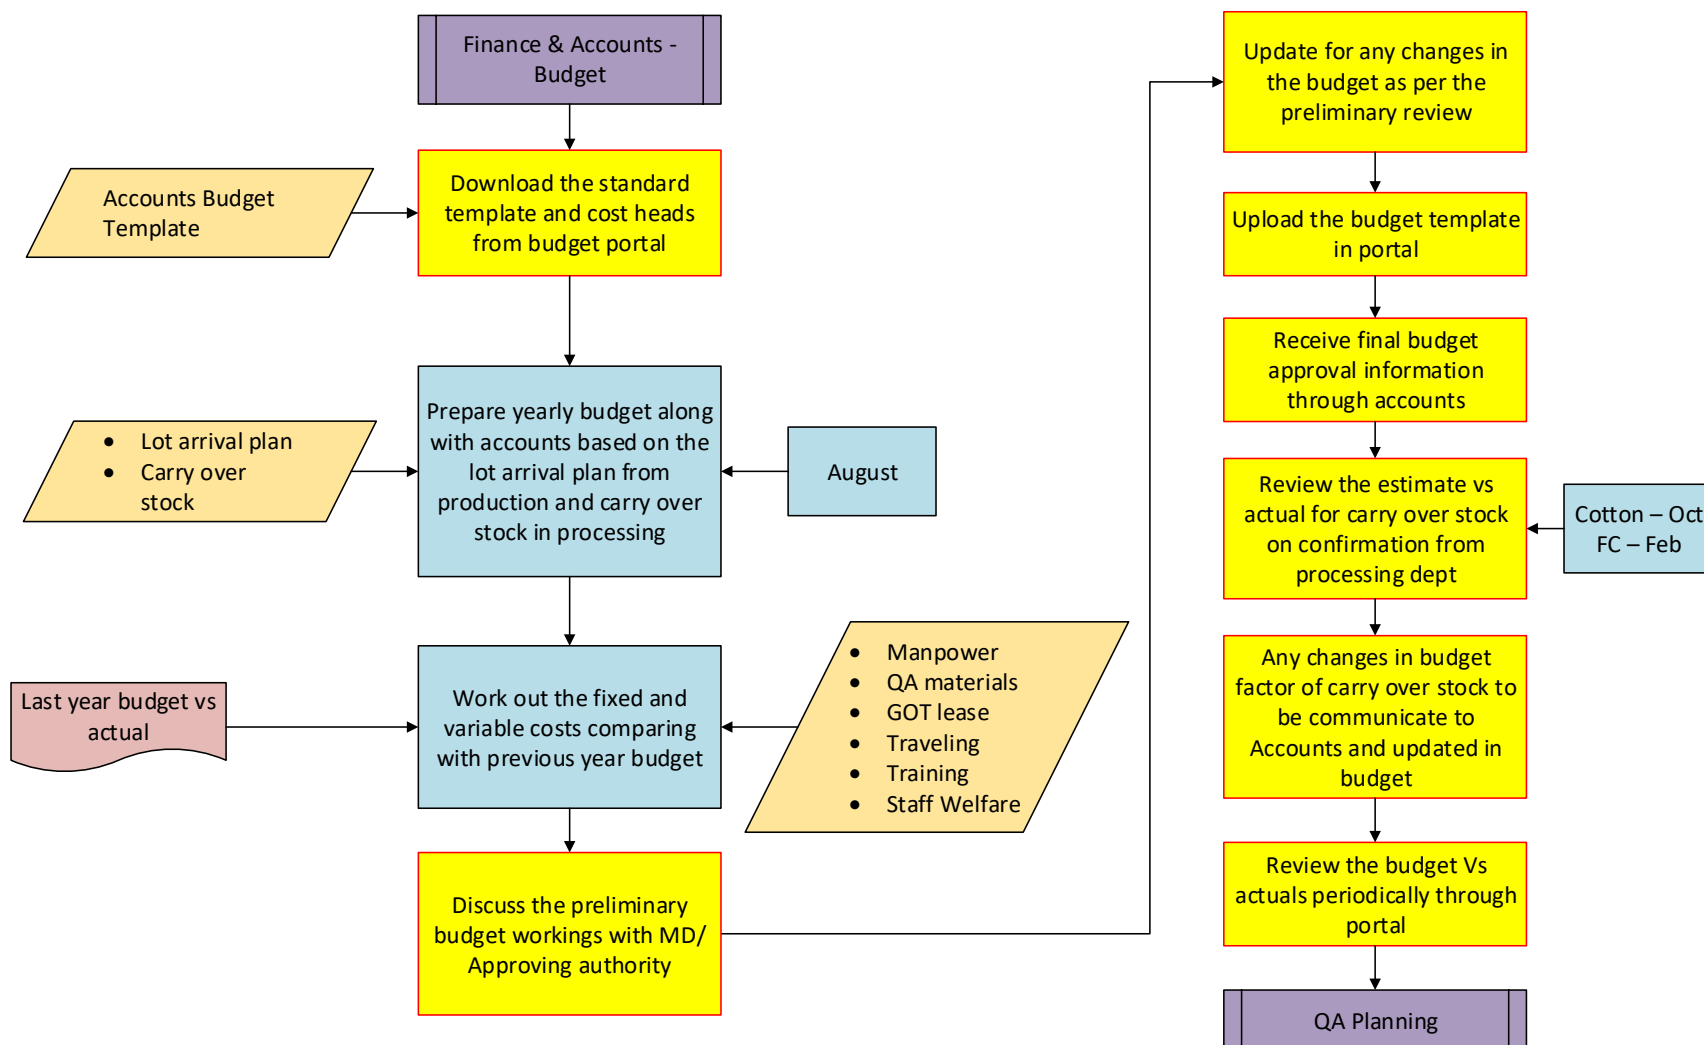 Finance & Accounts -
Budget
Accounts Budget
Template
Download the standard
template and cost heads
from budget portal
• Lot arrival plan
• Carry over
stock
Prepare yearly budget along
with accounts based on the
lot arrival plan from
production and carry over
stock in processing
August
Last year budget vs
actual
Work out the fixed and
variable costs comparing
with previous year budget
• Manpower
• QA materials
• GOT lease
• Traveling
• Training
• Staff Welfare
Discuss the preliminary
budget workings with MD/
Approving authority
Update for any changes in
the budget as per the
preliminary review
Upload the budget template
in portal
Receive final budget
approval information
through accounts
Review the estimate vs
actual for carry over stock
on confirmation from
processing dept
Cotton – Oct
FC – Feb
Any changes in budget
factor of carry over stock to
be communicate to
Accounts and updated in
budget
Review the budget Vs
actuals periodically through
portal
QA Planning